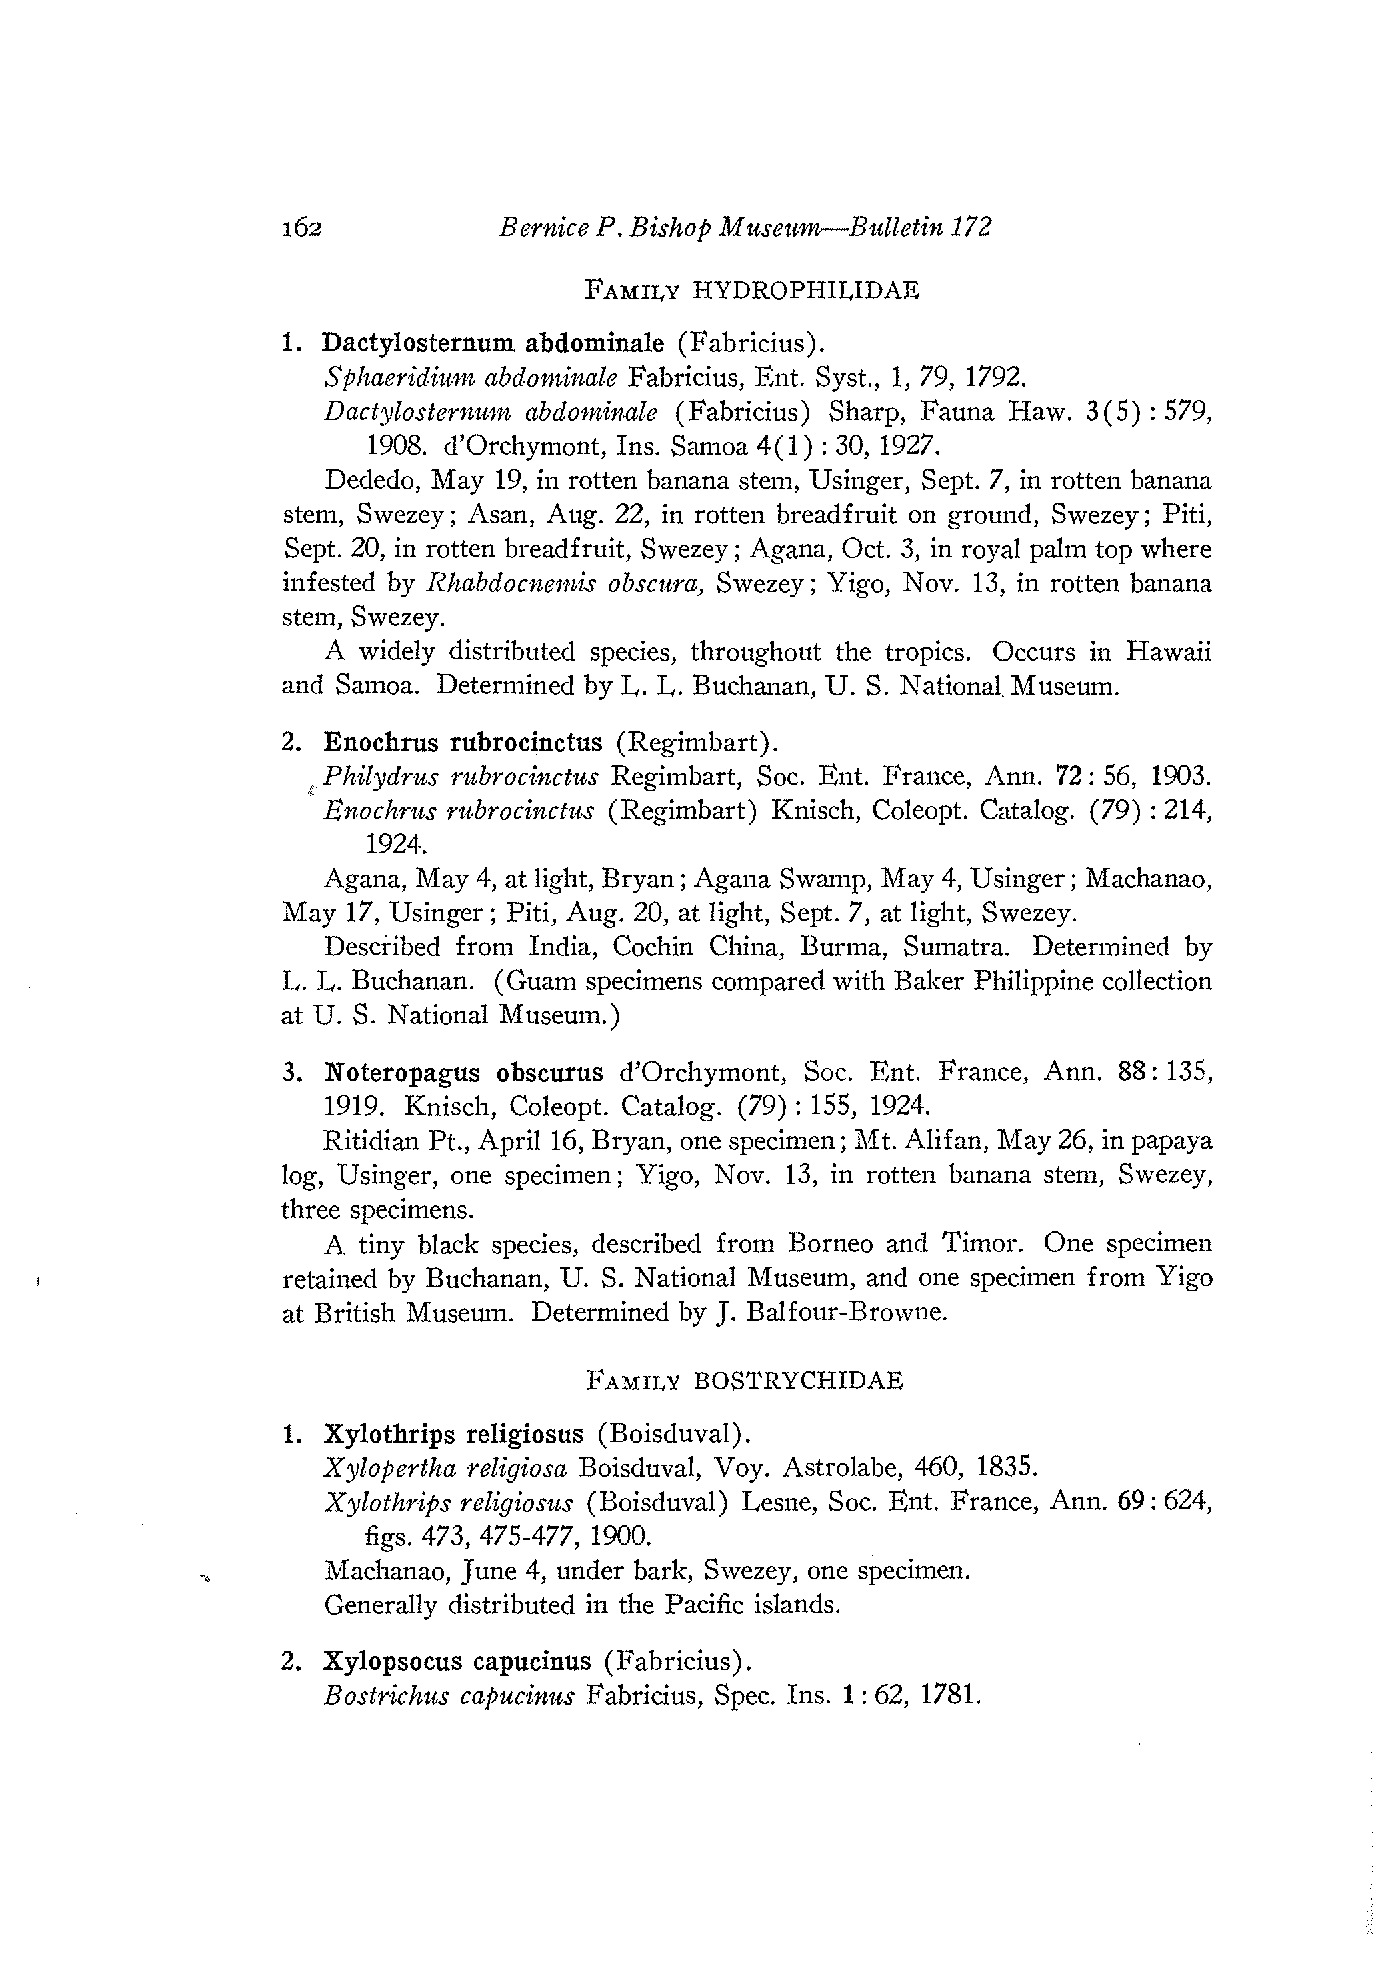 162 Bernice P. Bishop Museum—Bulletin 172
FAMILY HYDROPHILIDAE
1. Dactylosternum abdominale (Fabricius).
Sphaeridium abdominale Fabricius, Ent. Syst., 1, 79, 1792.
Dactylosternum abdominale (Fabricius) Sharp, Fauna Haw. 3(5) : 579,
1908. d'Orchymont, Ins. Samoa 4(1) : 30, 1927.
Dededo, May 19, in rotten banana stem, Usinger, Sept. 7, in rotten banana
stem, Swezey; Asan, Aug. 22, in rotten breadfruit on ground, Swezey; Piti,
Sept. 20, in rotten breadfruit, Swezey; Agana, Oct. 3, in royal palm top where
infested by Rhabdocnemis obscura, Swezey; Yigo, Nov. 13, in rotten banana
stem, Swezey.
A widely distributed species, throughout the tropics. Occurs in Hawaii
and Samoa. Determined by L. L. Buchanan, U. S. National Museum.
2. Enochrus rubrocinctus (Regimbart).
Philydrus rubrocinctus Regimbart, Soc. Ent. France, Ann. 72: 56, 1903.
Enochrus rubrocinctus (Regimbart) Knisch, Coleopt. Catalog. (79) : 214,
1924.
Agana, May 4, at light, Bryan; Agana Swamp, May 4, Usinger; Machanao,
May 17, Usinger; Piti, Aug. 20, at light, Sept. 7, at light, Swezey.
Described from India, Cochin China, Burma, Sumatra. Determined by
L. L. Buchanan. (Guam specimens compared with Baker Philippine collection
at U. S. National Museum.)
3. Noteropagus obscurus d'Orchymont, Soc. Ent. France, Ann. 88: 135,
1919. Knisch, Coleopt. Catalog. (79) : 155, 1924.
Ritidian Pt., April 16, Bryan, one specimen; Mt. Alifan, May 26, in papaya
log, Usinger, one specimen; Yigo, Nov. 13, in rotten banana stem, Swezey,
three specimens.
A tiny black species, described from Borneo and Timor. One specimen
retained by Buchanan, U. S. National Museum, and one specimen from Yigo
at British Museum. Determined by J. Balfour-Browne.
FAMILY BOSTRYCHIDAE
1. Xylothrips religiosus (Boisduval).
Xylopertha religiosa Boisduval, Voy. Astrolabe, 460, 1835.
Xylothrips religiosus (Boisduval) Lesne, Soc. Ent. France, Ann. 69: 624,
figs. 473, 475-477, 1900.
Machanao, June 4, under bark, Swezey, one specimen.
Generally distributed in the Pacific islands.
2. Xylopsocus capucinus (Fabricius).
Bostrichus capucinus Fabricius, Spec. Ins. 1: 62, 1781.